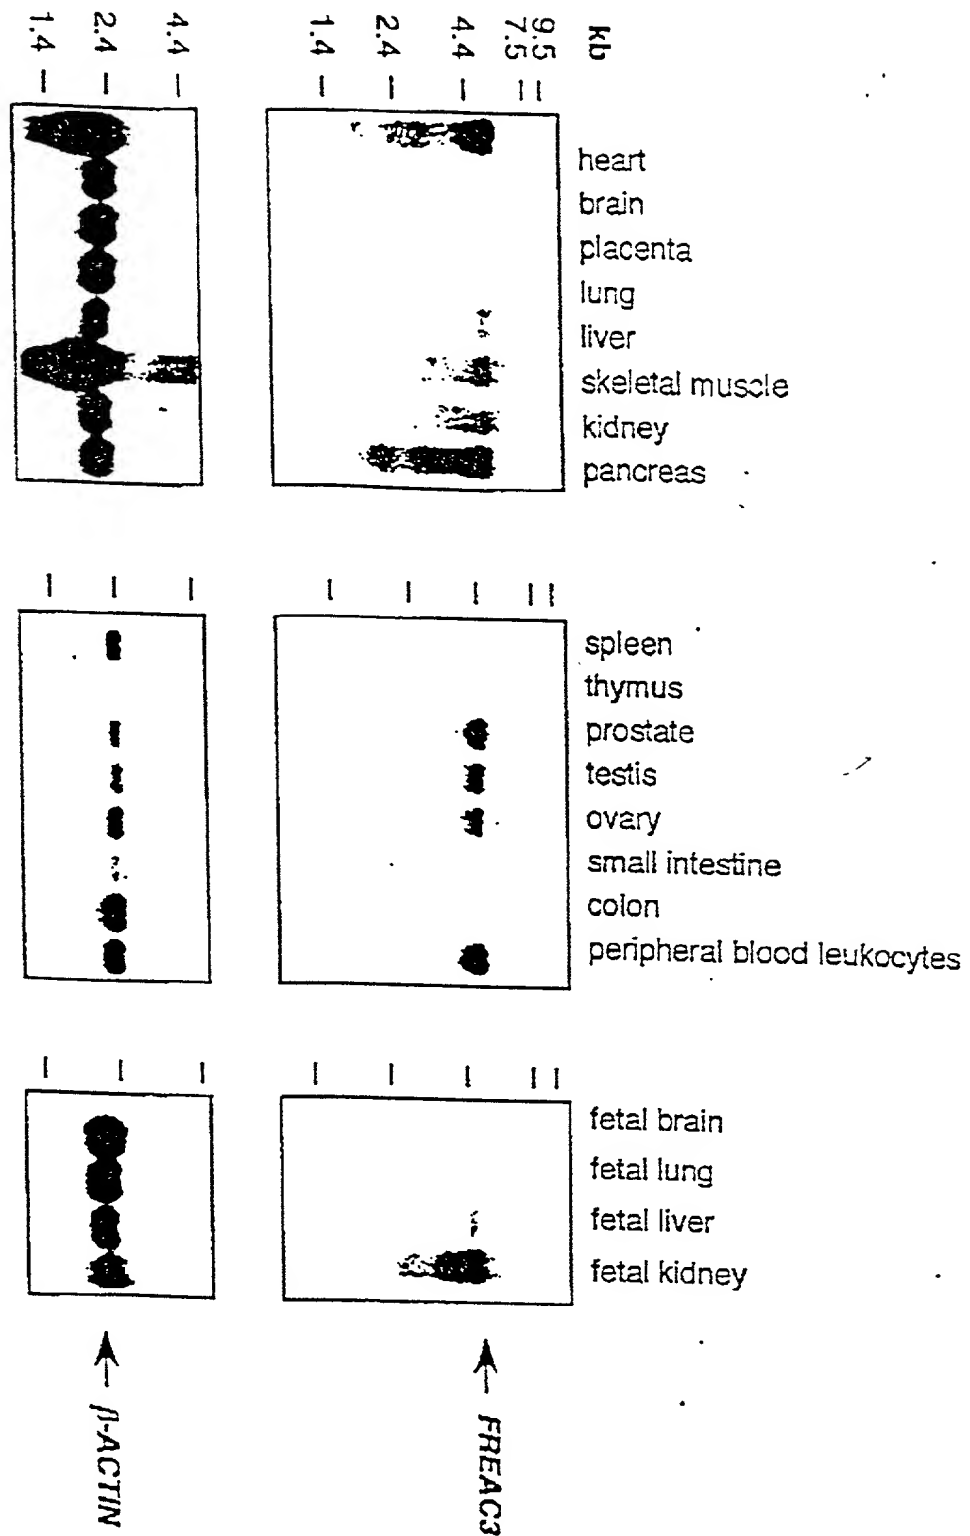 kb
9.5
7.5
4.4
2.4
1.4
4.4
2.4
1.4
heart
brain
placenta
lung
liver
skeletal muscle
kidney
pancreas
spleen
thymus
prostate
testis
ovary
small intestine
colon
peripheral blood leukocytes
fetal brain
fetal lung
fetal liver
fetal kidney
FREAC3
β-ACTIN